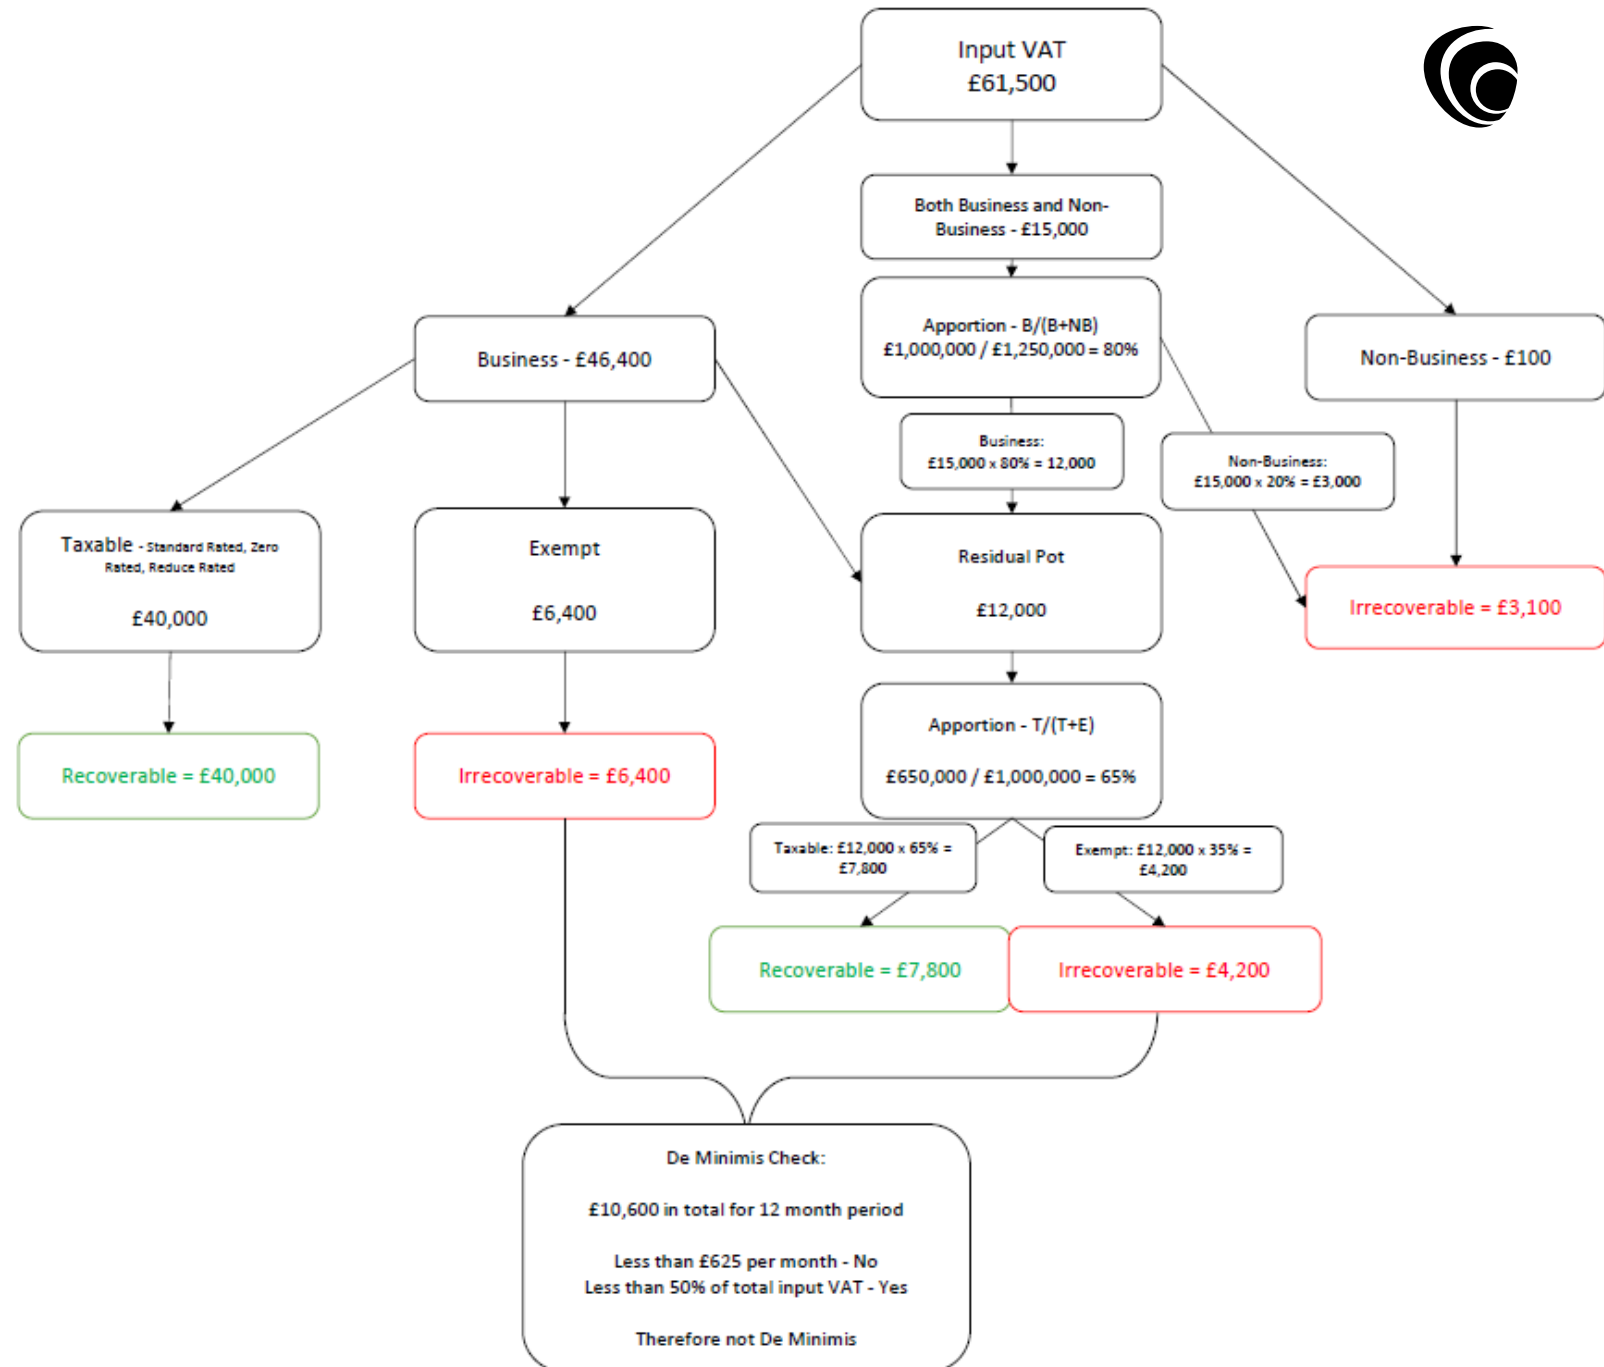 Input VAT
£61,500
Both Business and Non-
Business - £15,000
Apportion - B/(B+NB)
£1,000,000 / £1,250,000 = 80%
Business - £46,400
Non-Business - £100
Business:
£15,000 x 80% = 12,000
Non-Business:
£15,000 x 20% = £3,000
Taxable - Standard Rated, Zero
Rated, Reduce Rated
£40,000
Exempt
£6,400
Residual Pot
£12,000
Irrecoverable = £3,100
Apportion - T/(T+E)
£650,000 / £1,000,000 = 65%
Recoverable = £40,000
Irrecoverable = £6,400
Taxable: £12,000 x 65% =
£7,800
Exempt: £12,000 x 35% =
£4,200
Recoverable = £7,800
Irrecoverable = £4,200
De Minimis Check:
£10,600 in total for 12 month period
Less than £625 per month - No
Less than 50% of total input VAT - Yes
Therefore not De Minimis